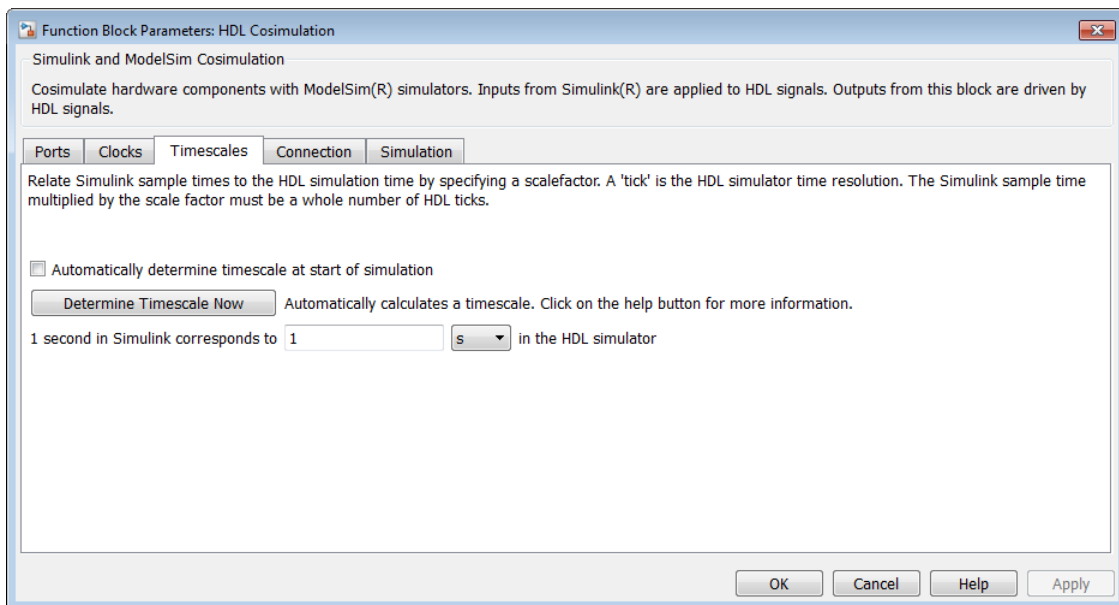 Function Block Parameters: HDL Cosimulation
Simulink and ModelSim Cosimulation
Cosimulate hardware components with ModelSim(R) simulators. Inputs from Simulink(R) are applied to HDL signals. Outputs from this block are driven by
HDL signals.
Ports Clocks Timescales Connection Simulation
Relate Simulink sample times to the HDL simulation time by specifying a scalefactor. A 'tick' is the HDL simulator time resolution. The Simulink sample time
multiplied by the scale factor must be a whole number of HDL ticks.
Automatically determine timescale at start of simulation
Determine Timescale Now Automatically calculates a timescale. Click on the help button for more information.
1 second in Simulink corresponds to 1 s in the HDL simulator
OK Cancel Help Apply